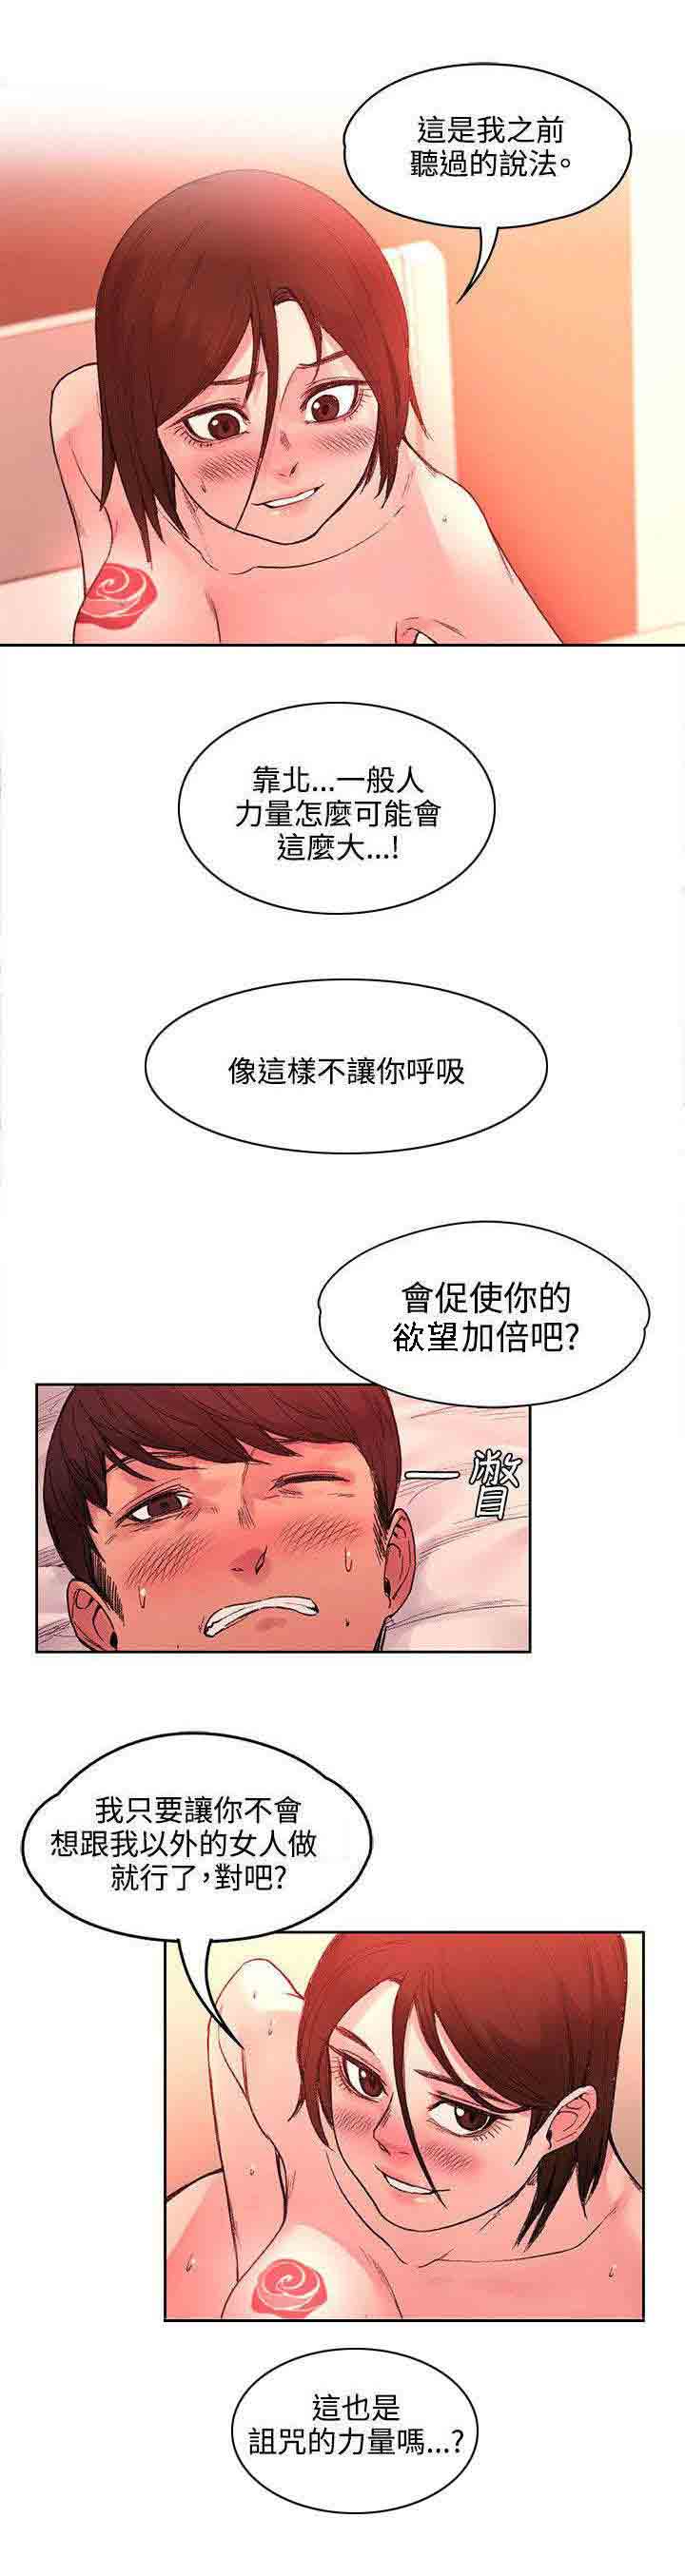 這是我之前
聽過的說法。
靠北...一般人
力量怎麼可能會
這麼大...!
像這樣不讓你呼吸
會促使你的
欲望加倍吧?
一瞥
我只要讓你不會
想跟我以外的女人做
就行了，對吧?
這也是
詛咒的力量嗎...?